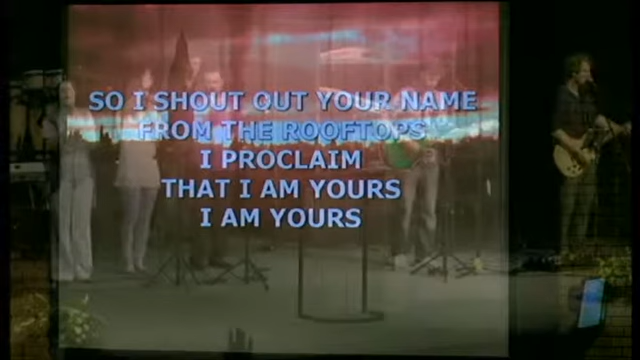 SO I SHOUT OUT YOUR NAME
FROM THE ROOFTOPS
I PROCLAIM
THAT I AM YOURS
I AM YOURS